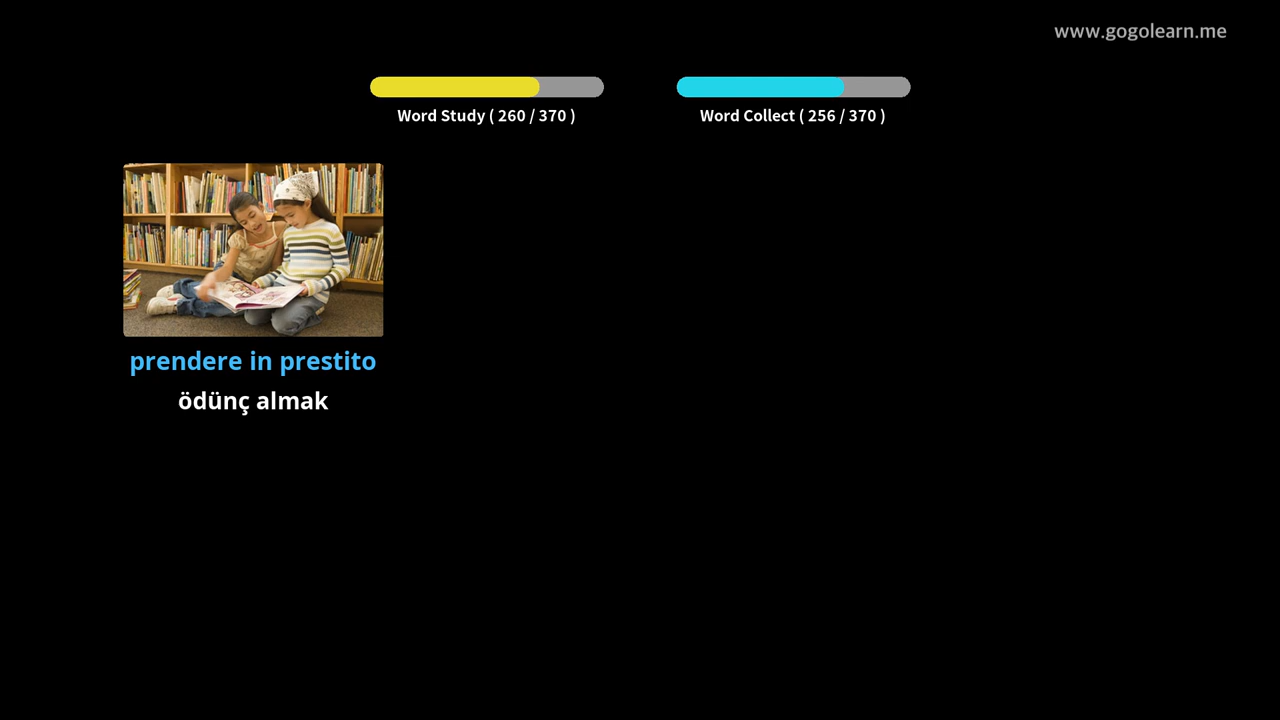 www.gogolearn.me
Word Study ( 260 / 370 )
Word Collect ( 256 / 370 )
prendere in prestito
ödünç almak